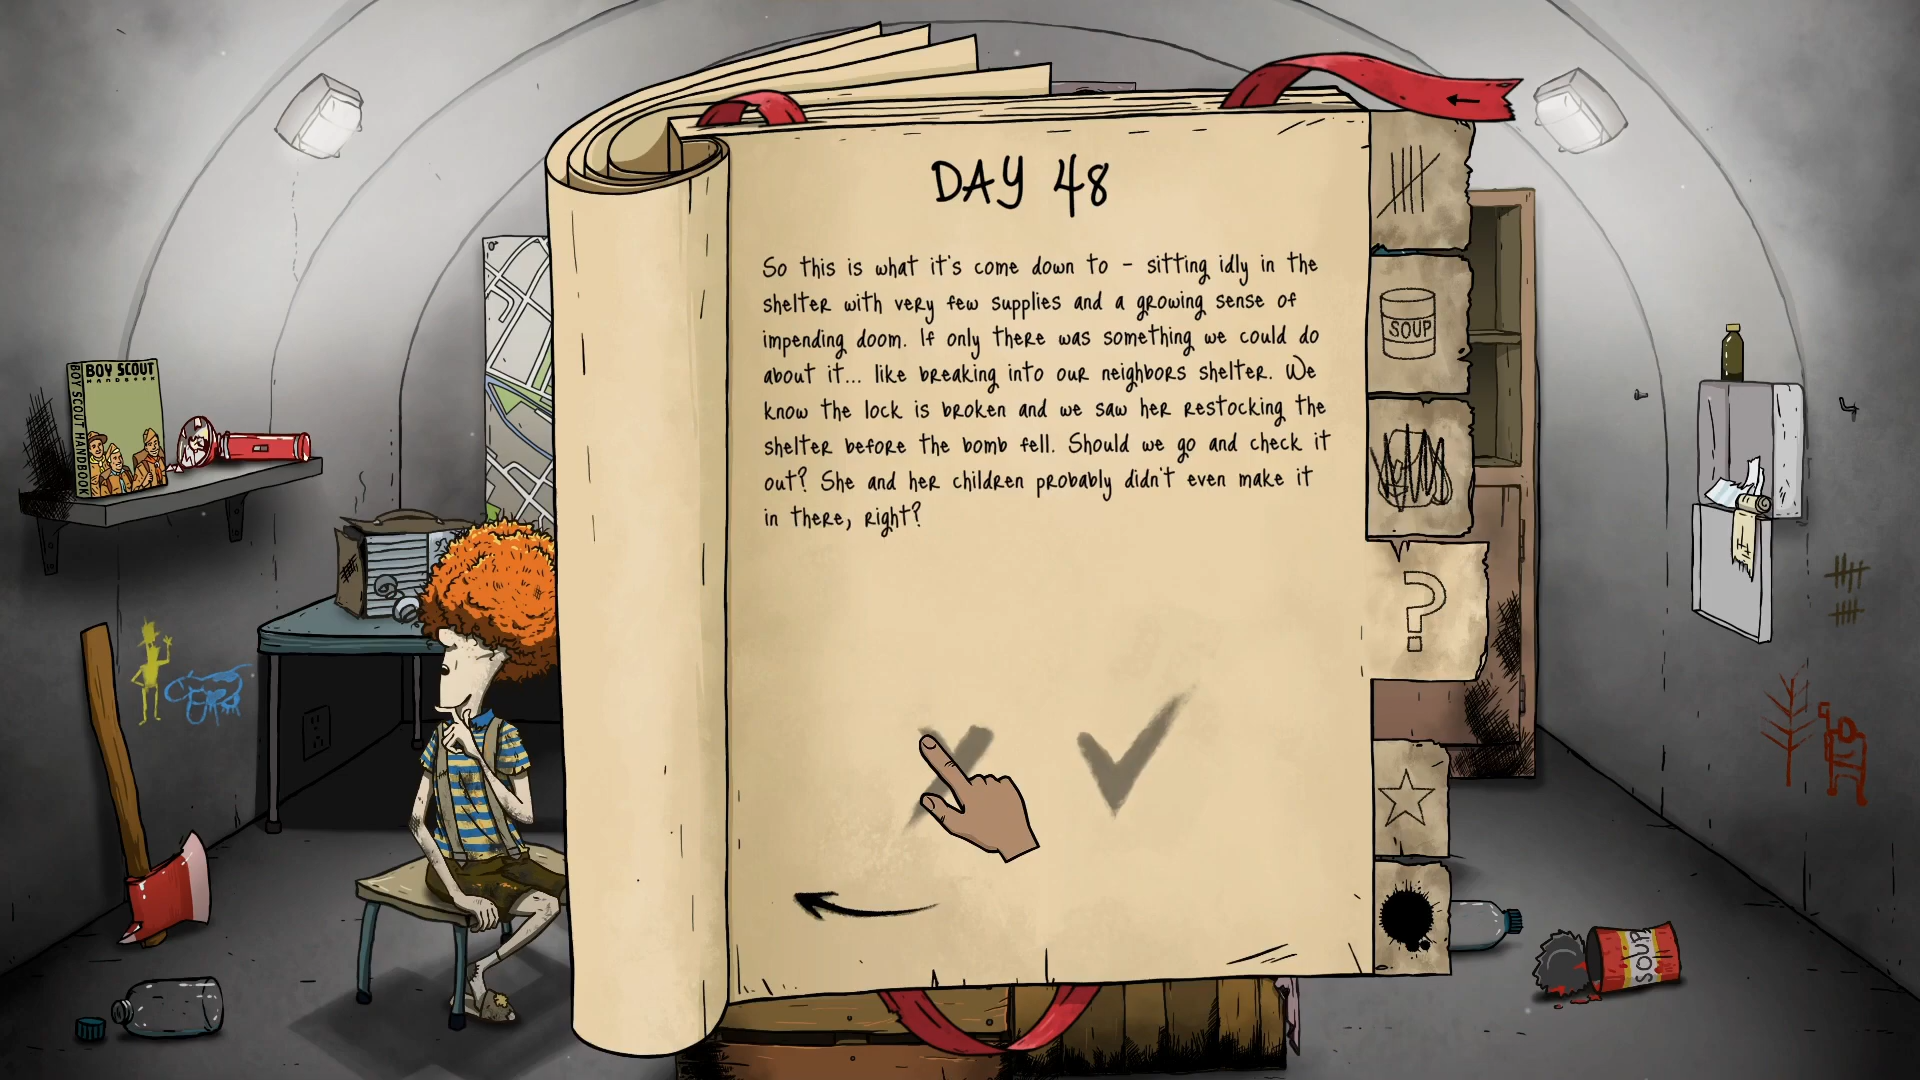 DAY 48
So this is what it's come down to - sitting idly in the
shelter with very few supplies and a growing sense of
impending doom. If only there was something we could do
about it... like breaking into our neighbors shelter. We
know the lock is broken and we saw her restocking the
shelter before the bomb fell. Should we go and check it
out? She and her children probably didn't even make it
in there, right?
SOUP
?
BOY SCOUT
HANDBOOK
BOY SCOUT HANDBOOK
SOUP